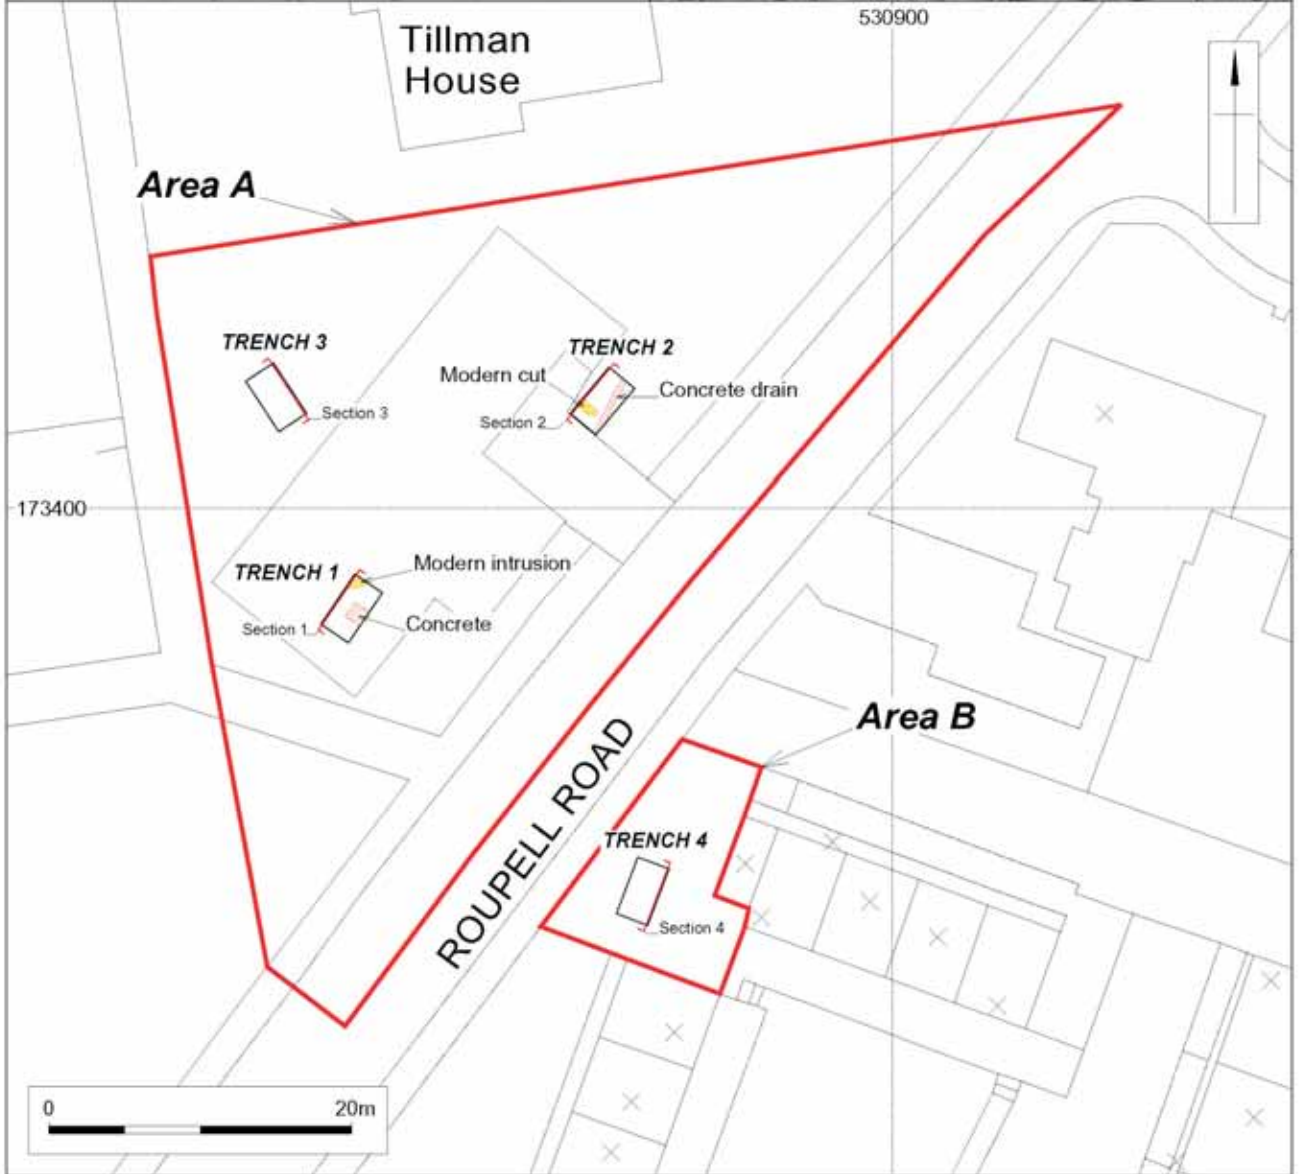 530900
Tillman
House
Area A
TRENCH 3
TRENCH 2
Modern cut
Concrete drain
Section 3
Section 2
173400
TRENCH 1
Modern intrusion
Concrete
Section 1
Area B
ROUPELL ROAD
TRENCH 4
Section 4
0 20m